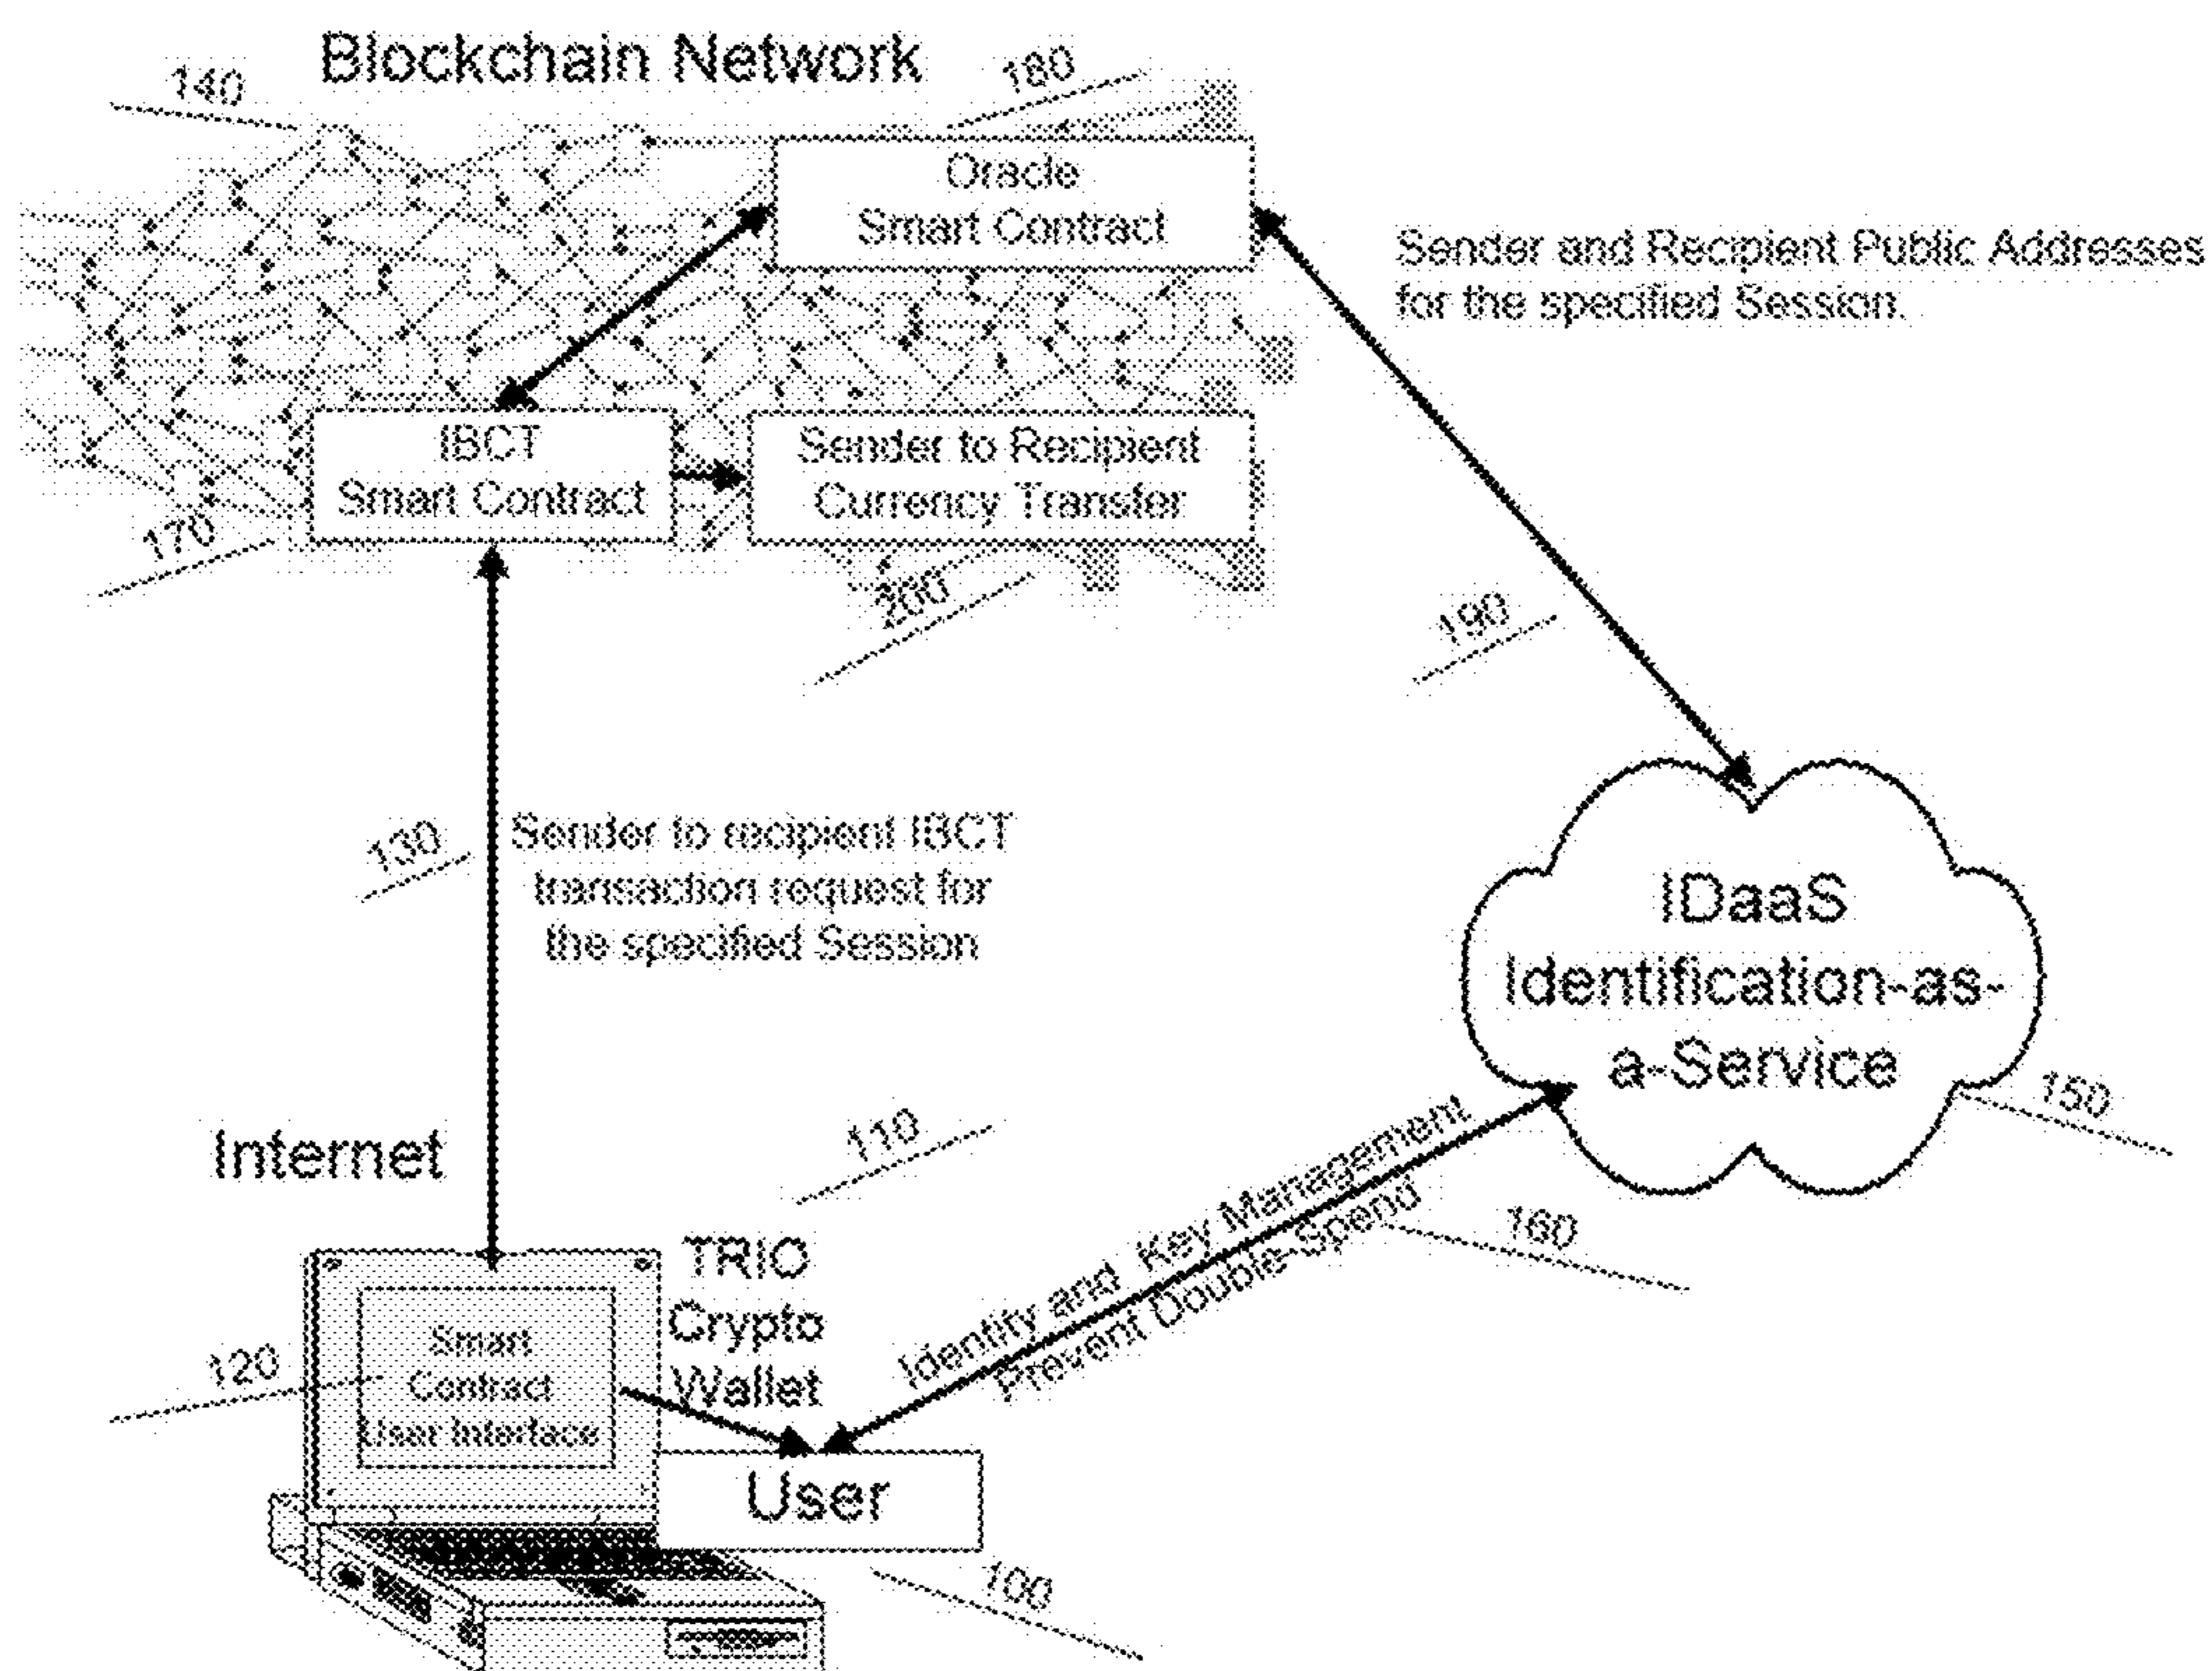 Blockchain Network
140
180
Oracle
Smart Contract
Sender and Recipient Public Addresses
for the specified Session.
IBCT
Smart Contract
Sender to Recipient
Currency Transfer
170
200
190
130
Sender to recipient IBCT
transaction request for
the specified Session
IDaaS
Identification-as-
a-Service
150
Internet
110
Identity and Key Management
Prevent Double-Spend
160
TRIO
Crypto
Wallet
120
Smart
Contract
User Interface
User
100